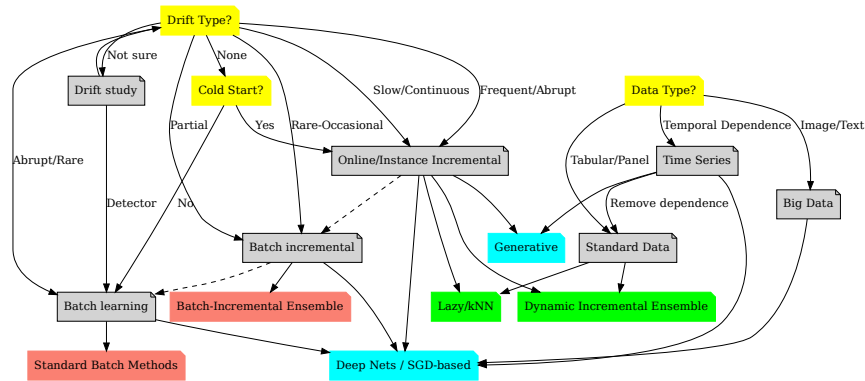 Drift Type?
Not sure
None
Drift study
Cold Start?
Slow/Continuous
Frequent/Abrupt
Data Type?
Partial
Yes
Rare-Occasional
Temporal Dependence
Image/Text
Abrupt/Rare
Online/Instance Incremental
Tabular/Panel
Time Series
Detector
No
Remove dependence
Big Data
Batch incremental
Generative
Standard Data
Batch learning
Batch-Incremental Ensemble
Lazy/kNN
Dynamic Incremental Ensemble
Standard Batch Methods
Deep Nets / SGD-based